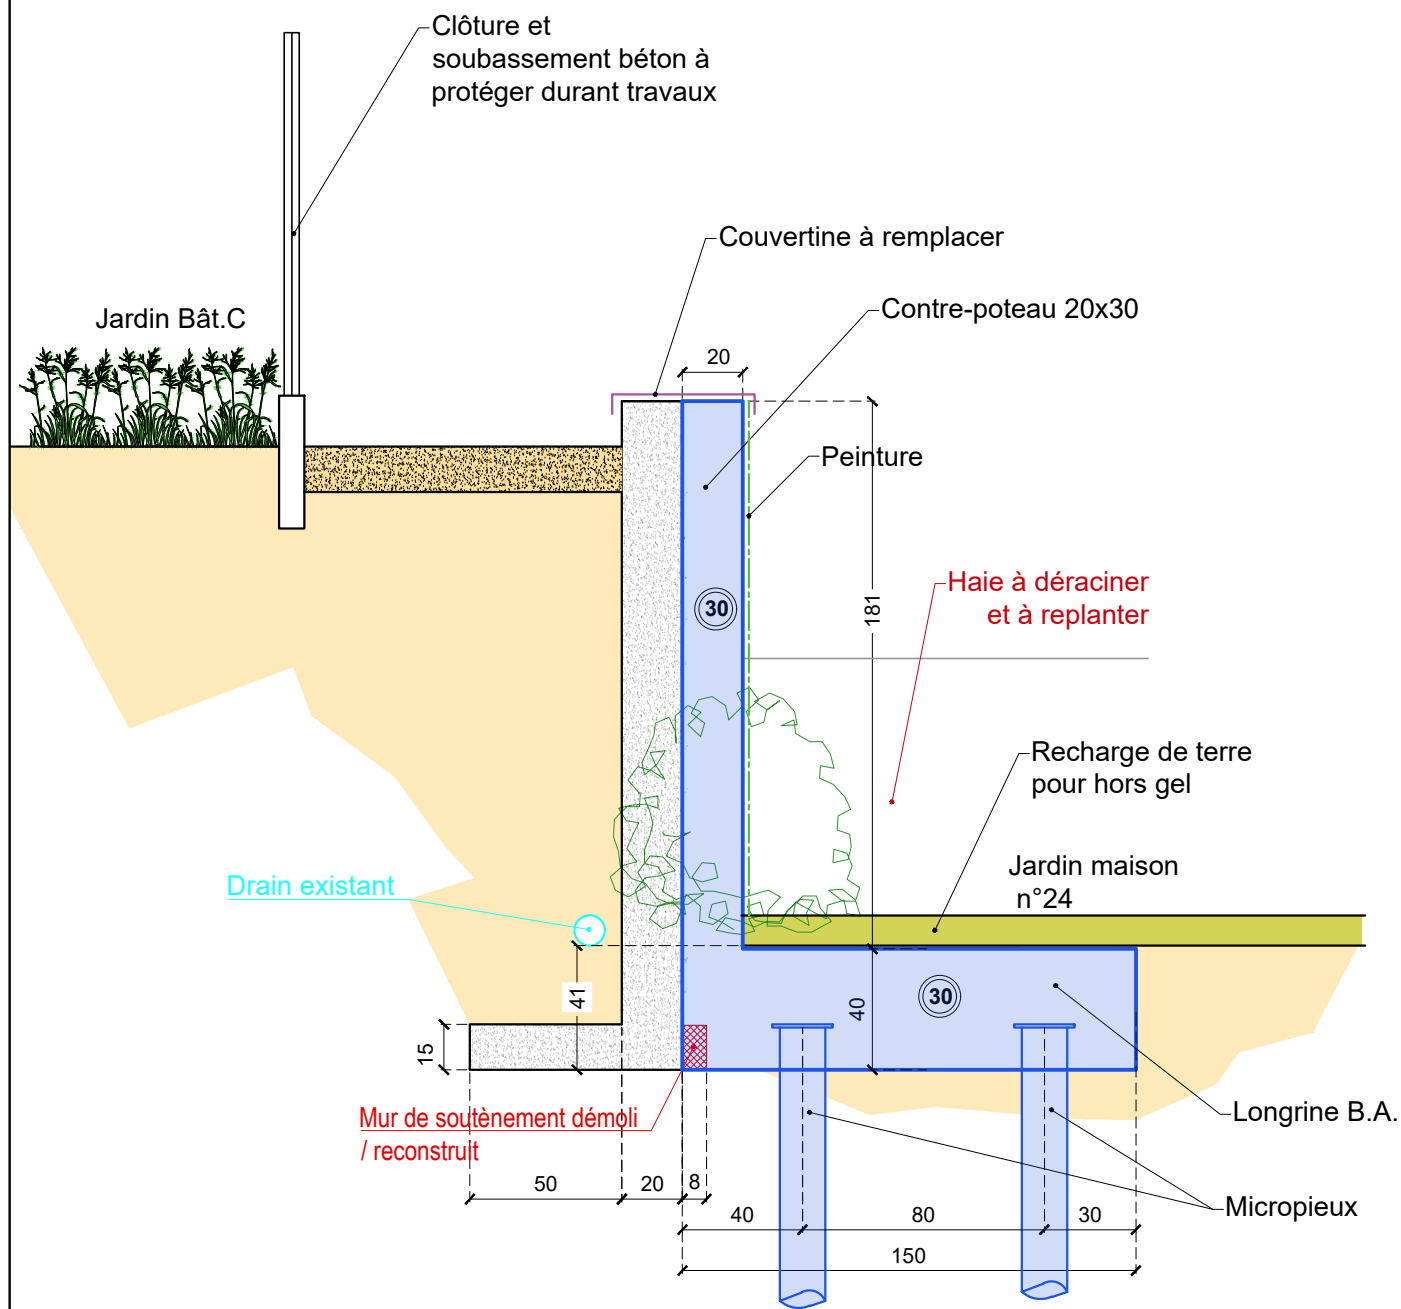 Clôture et
soubassement béton à
protéger durant travaux
Couvertine à remplacer
Jardin Bât.C
Contre-poteau 20x30
20
Peinture
Haie à déraciner
et à replanter
30
181
Recharge de terre
pour hors gel
Jardin maison
n°24
Drain existant
41
30
40
15
Mur de soutènement démoli
/ reconstruit
Longrine B.A.
50
20
8
40
80
30
Micropieux
150